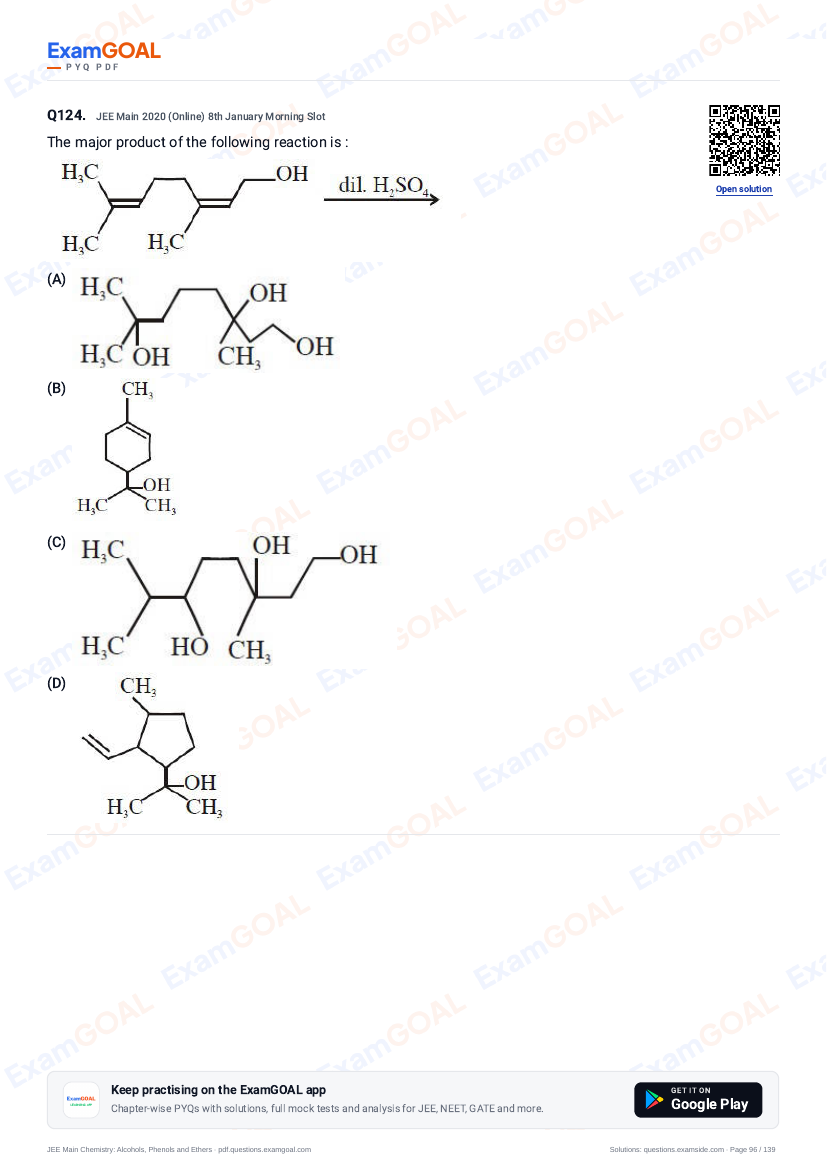 ExamGOAL
PYQ PDF
Q124. JEE Main 2020 (Online) 8th January Morning Slot
The major product of the following reaction is :
Open solution
H₃C
OH
dil. H₂SO₄
H₃C
H₃C
(A)
H₃C
OH
H₃C
OH
CH₃
OH
(B)
CH₃
OH
H₃C
CH₃
(C)
H₃C
OH
OH
H₃C
HO
CH₃
(D)
CH₃
OH
H₃C
CH₃
ExamGOAL
Keep practising on the ExamGOAL app
Chapter-wise PYQs with solutions, full mock tests and analysis for JEE, NEET, GATE and more.
GET IT ON
Google Play
JEE Main Chemistry: Alcohols, Phenols and Ethers · pdf.questions.examgoal.com
Solutions: questions.examside.com · Page 96 / 139